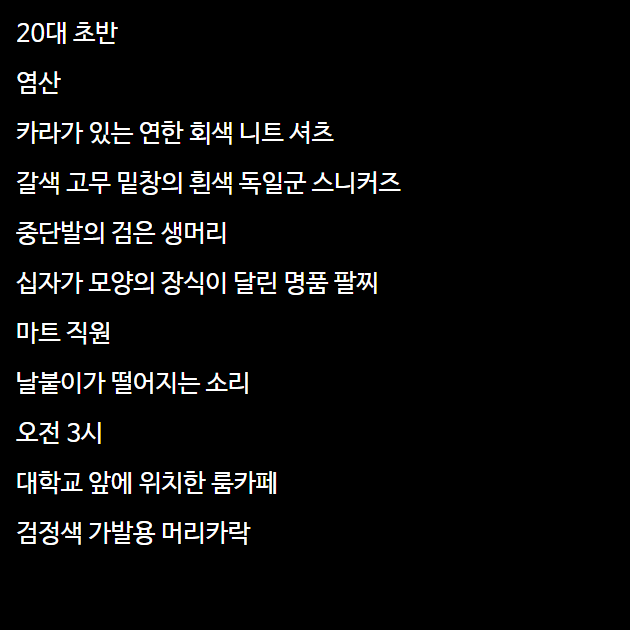 20대 초반
염산
카라가 있는 연한 회색 니트 셔츠
갈색 고무 밑창의 흰색 독일군 스니커즈
중단발의 검은 생머리
십자가 모양의 장식이 달린 명품 팔찌
마트 직원
날붙이가 떨어지는 소리
오전 3시
대학교 앞에 위치한 룸카페
검정색 가발용 머리카락